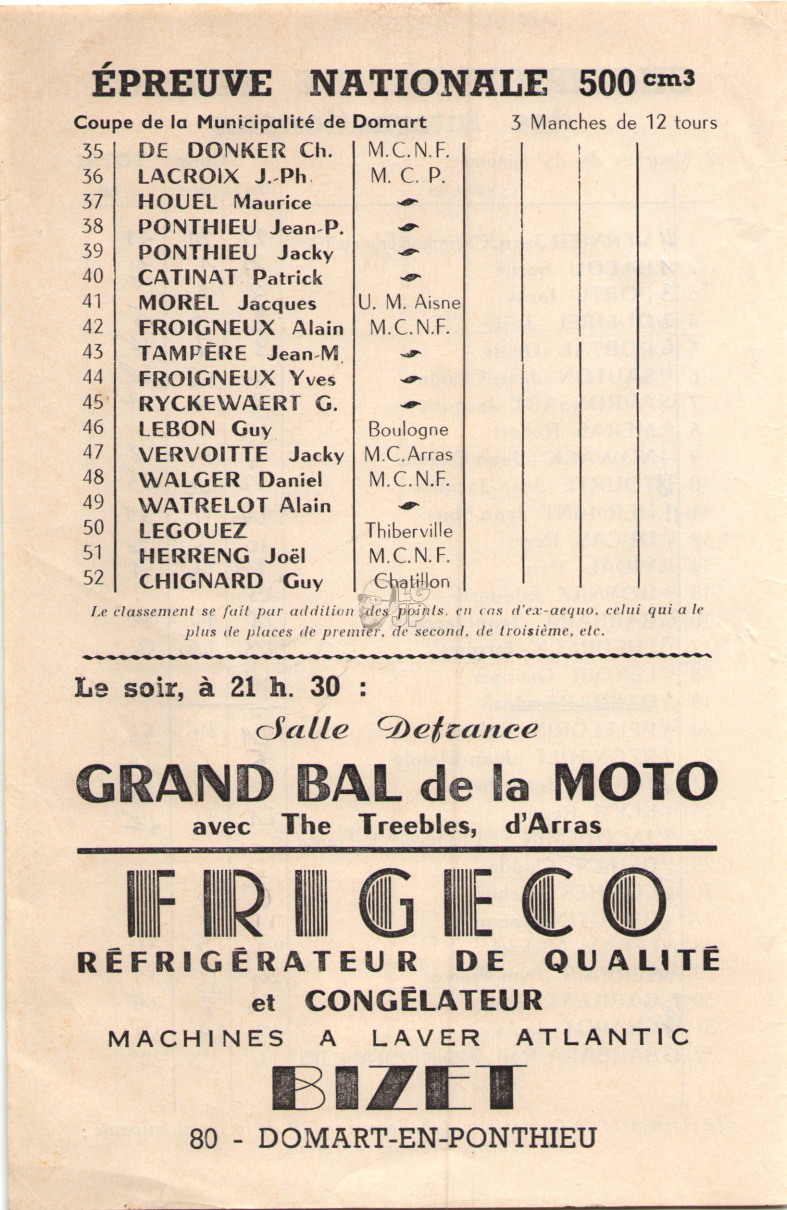 ÉPREUVE NATIONALE 500 cm3
Coupe de la Municipalité de Domart 3 Manches de 12 tours
35 DE DONKER Ch. M.C.N.F.
36 LACROIX J.-Ph. M. C. P.
37 HOUEL Maurice
38 PONTHIEU Jean-P.
39 PONTHIEU Jacky
40 CATINAT Patrick
41 MOREL Jacques U. M. Aisne
42 FROIGNEUX Alain M.C.N.F.
43 TAMPÈRE Jean-M
44 FROIGNEUX Yves
45 RYCKEWAERT G.
46 LEBON Guy Boulogne
47 VERVOITTE Jacky M.C.Arras
48 WALGER Daniel M.C.N.F.
49 WATRELOT Alain
50 LEGOUEZ Thiberville
51 HERRENG Joël M.C.N.F.
52 CHIGNARD Guy Chatillon
LG
JP
Le classement se fait par addition des points, en cas d'ex-aequo, celui qui a le
plus de places de premier, de second, de troisième, etc.
Le soir, à 21 h. 30 :
Salle Defrance
GRAND BAL de la MOTO
avec The Treebles, d'Arras
FRIGECO
RÉFRIGÉRATEUR DE QUALITÉ
et CONGÉLATEUR
MACHINES A LAVER ATLANTIC
BIZET
80 - DOMART-EN-PONTHIEU